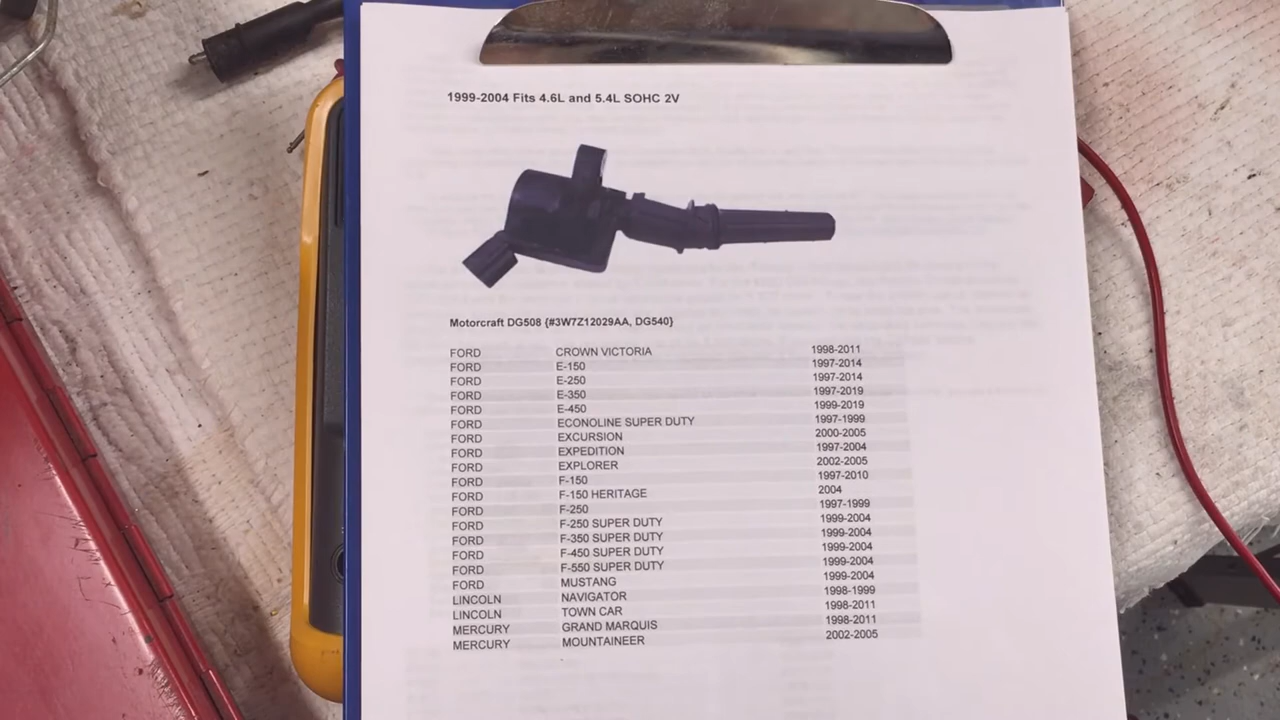 1999-2004 Fits 4.6L and 5.4L SOHC 2V
Motorcraft DG508 {#3W7Z12029AA, DG540}
FORD CROWN VICTORIA 1998-2011
FORD E-150 1997-2014
FORD E-250 1997-2014
FORD E-350 1997-2019
FORD E-450 1999-2019
FORD ECONOLINE SUPER DUTY 1997-1999
FORD EXCURSION 2000-2005
FORD EXPEDITION 1997-2004
FORD EXPLORER 2002-2005
FORD F-150 1997-2010
FORD F-150 HERITAGE 2004
FORD F-250 1997-1999
FORD F-250 SUPER DUTY 1999-2004
FORD F-350 SUPER DUTY 1999-2004
FORD F-450 SUPER DUTY 1999-2004
FORD F-550 SUPER DUTY 1999-2004
FORD MUSTANG 1999-2004
LINCOLN NAVIGATOR 1998-1999
LINCOLN TOWN CAR 1998-2011
MERCURY GRAND MARQUIS 1998-2011
MERCURY MOUNTAINEER 2002-2005